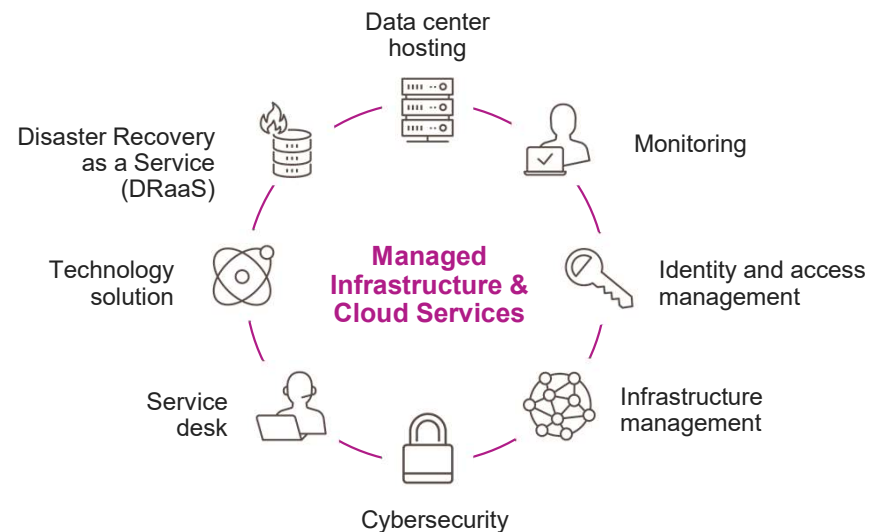 Data center
hosting
Monitoring
Identity and access
management
Infrastructure
management
Cybersecurity
Service
desk
Technology
solution
Disaster Recovery
as a Service
(DRaaS)
Managed
Infrastructure &
Cloud Services